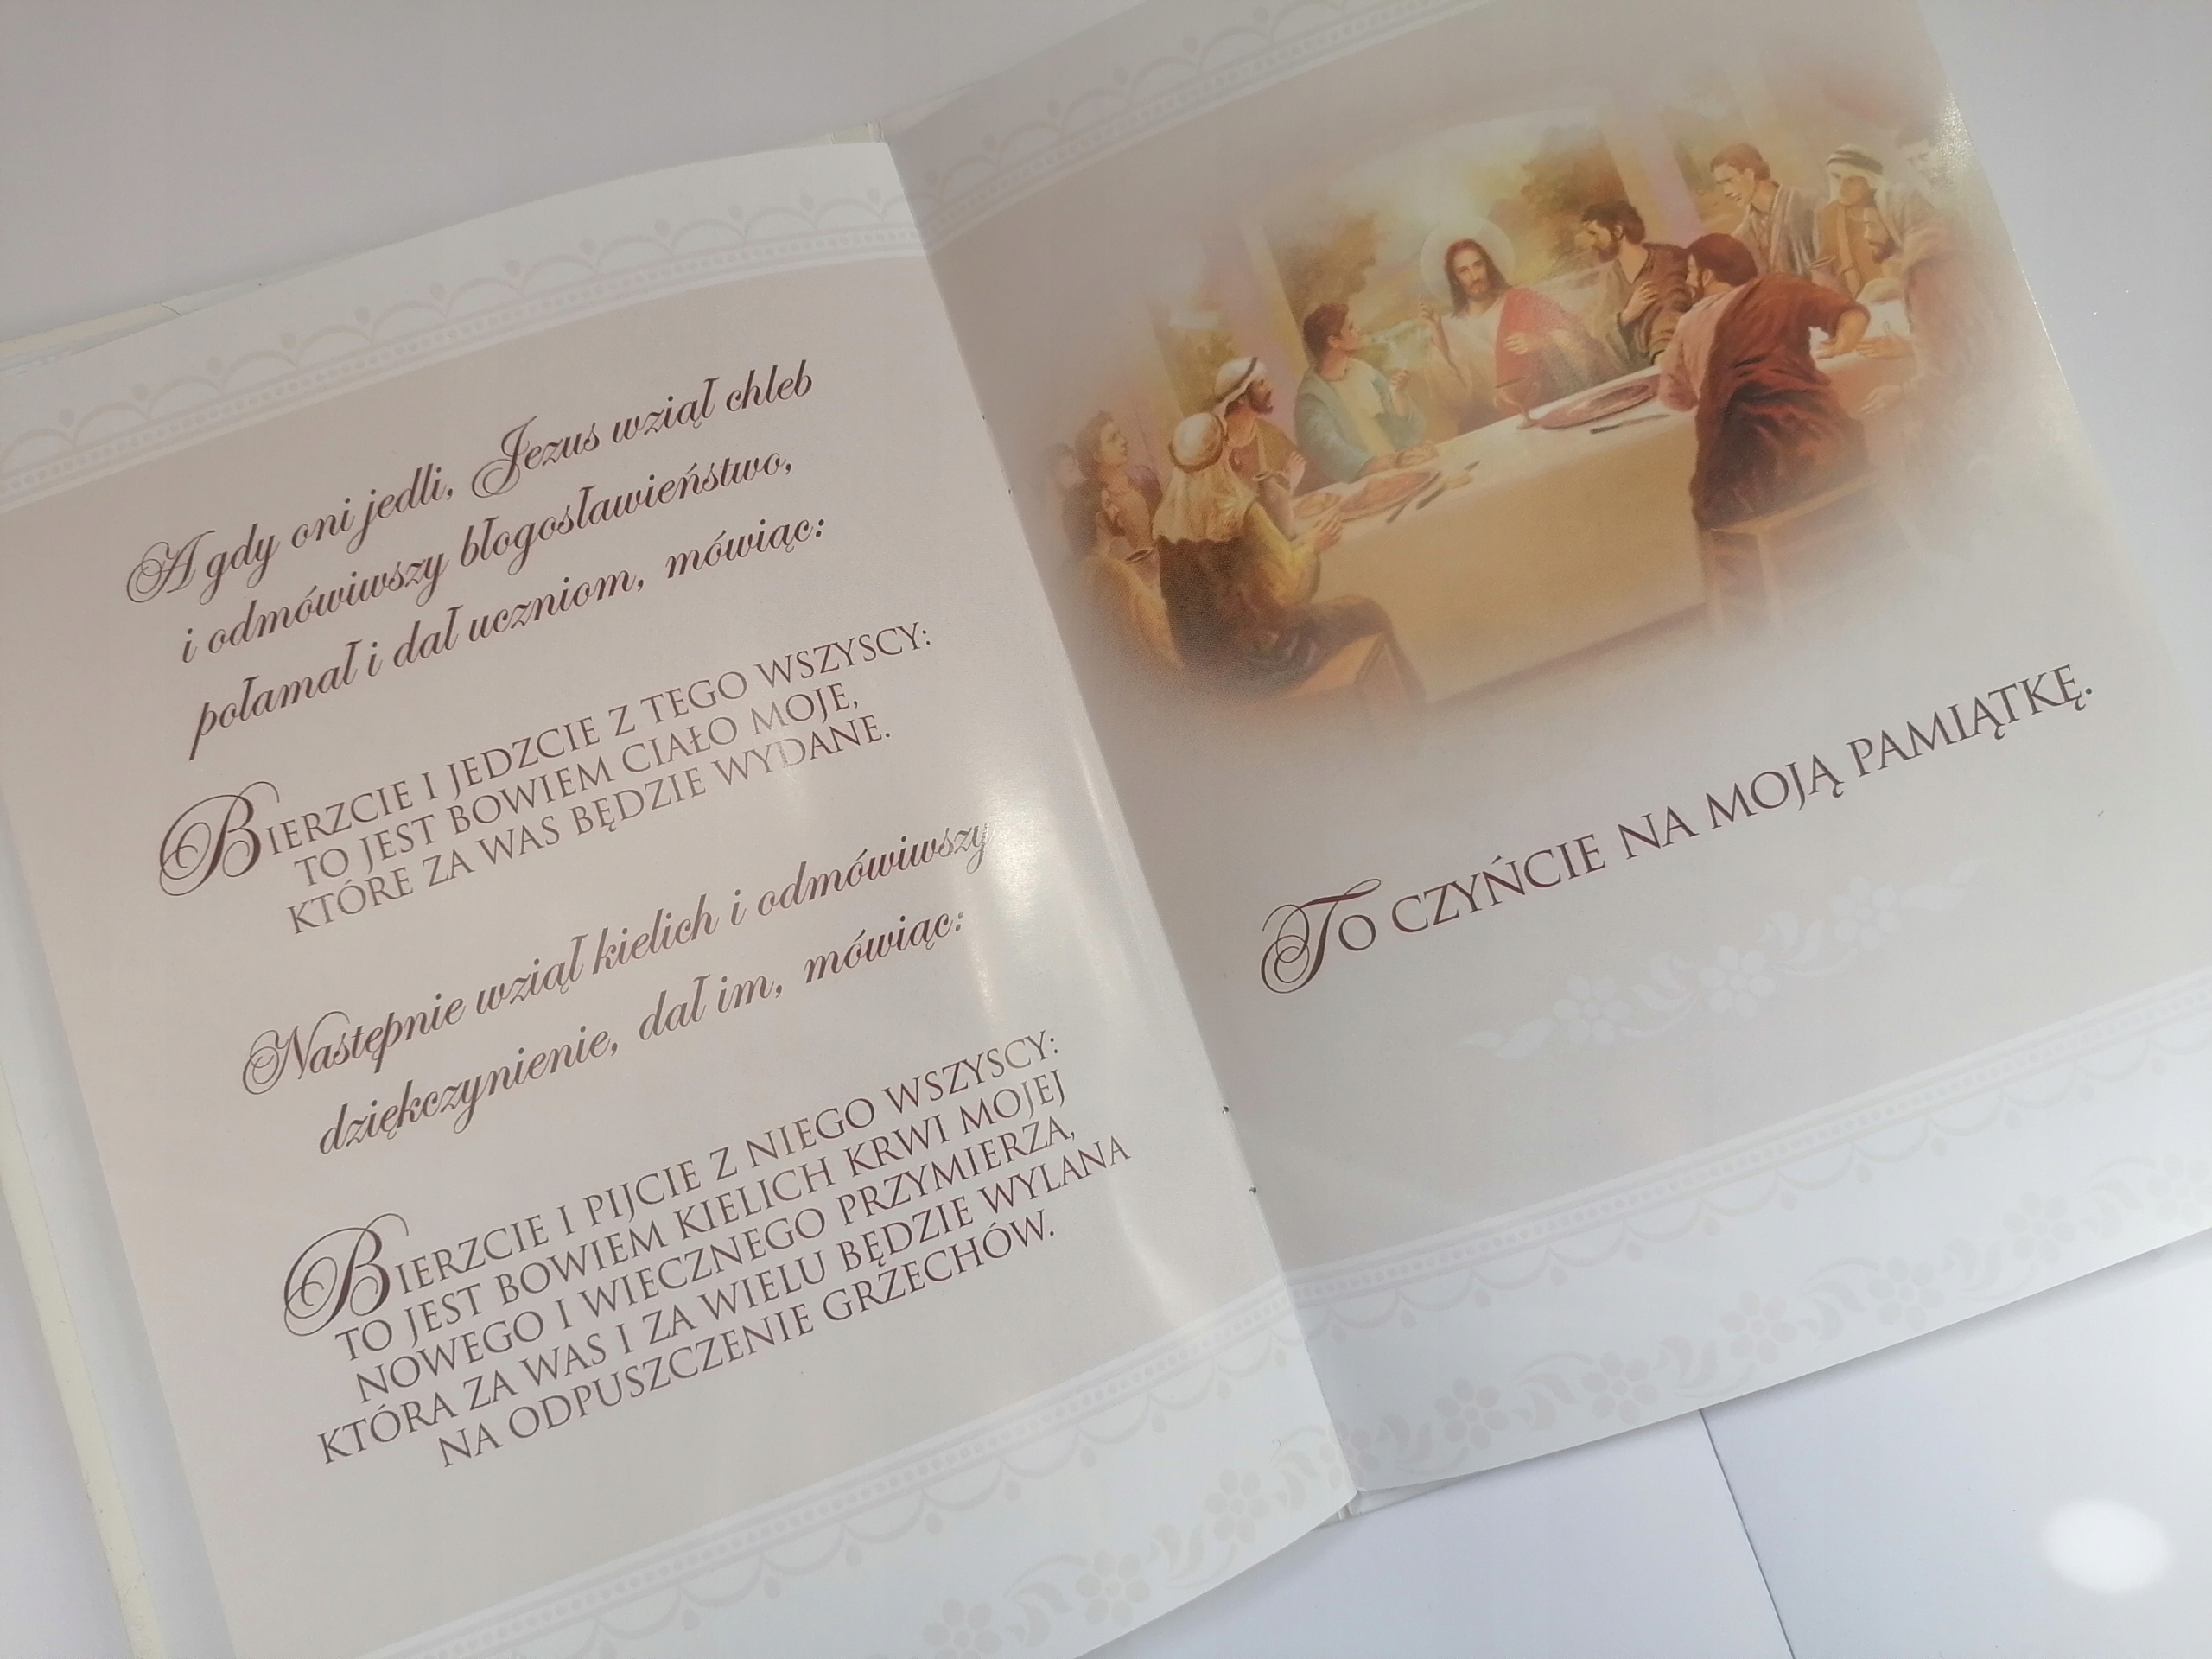 A gdy oni jedli, Jezus wziął chleb
i odmówiwszy błogosławieństwo,
połamał i dał uczniom, mówiąc:
BIERZCIE I JEDZCIE Z TEGO WSZYSCY:
TO JEST BOWIEM CIAŁO MOJE,
KTÓRE ZA WAS BĘDZIE WYDANE.
Następnie wziął kielich i odmówiwszy
dziękczynienie, dał im, mówiąc:
BIERZCIE I PIJCIE Z NIEGO WSZYSCY:
TO JEST BOWIEM KIELICH KRWI MOJEJ
NOWEGO I WIECZNEGO PRZYMIERZA,
KTÓRA ZA WAS I ZA WIELU BĘDZIE WYLANA
NA ODPUSZCZENIE GRZECHÓW.
TO CZYŃCIE NA MOJĄ PAMIĄTKĘ.